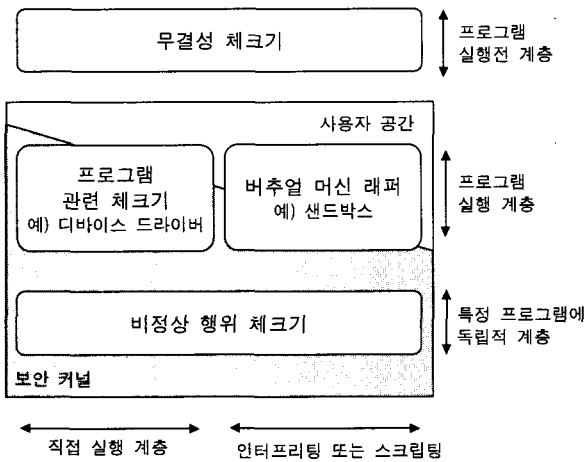 무결성 체크기
프로그램
실행전 계층
사용자 공간
프로그램
관련 체크기
예) 디바이스 드라이버
버추얼 머신 래퍼
예) 샌드박스
프로그램
실행 계층
비정상 행위 체크기
특정 프로그램에
독립적 계층
보안 커널
직접 실행 계층
인터프리팅 또는 스크립팅